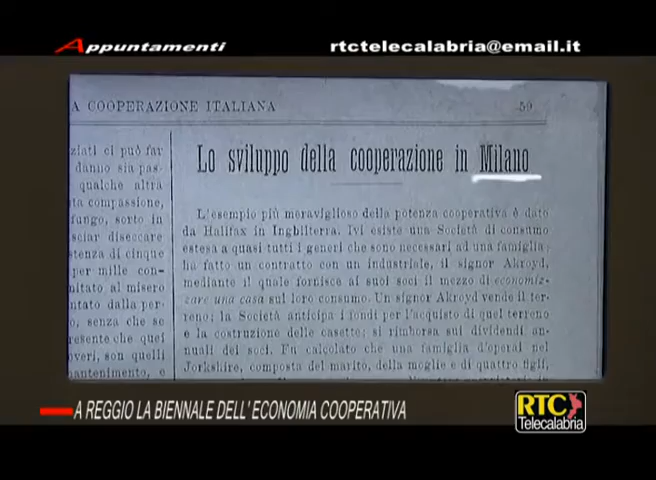 Appuntamenti
rtctelecalabria@email.it
A COOPERAZIONE ITALIANA
59
ziati ci può far
danno sia pas-
qualche altra
ta compassione,
fungo, sorto in
sciar diseccare
stenza di cinque
per mille con-
nitato al misero
ntato dalla per-
o, senza che se
resente che quei
overi, son quelli
mantenimento, e
Lo sviluppo della cooperazione in Milano
L'esempio più meraviglioso della potenza cooperativa è dato
da Halifax in Inghilterra. Ivi esiste una Società di consumo
estesa a quasi tutti i generi che sono necessari ad una famiglia;
ha fatto un contratto con un industriale, il signor Akroyd,
mediante il quale fornisce ai suoi soci il mezzo di economiz-
zare una casa sul loro consumo. Un signor Akroyd vende il ter-
reno; la Società anticipa i fondi per l'acquisto di quel terreno
e la costruzione delle casette; si rimborsa sui dividendi an-
nuali dei soci. Fu calcolato che una famiglia d'operai nel
Jorkshire, composta del marito, della moglie e di quattro figli,
A REGGIO LA BIENNALE DELL' ECONOMIA COOPERATIVA
RTC
Telecalabria